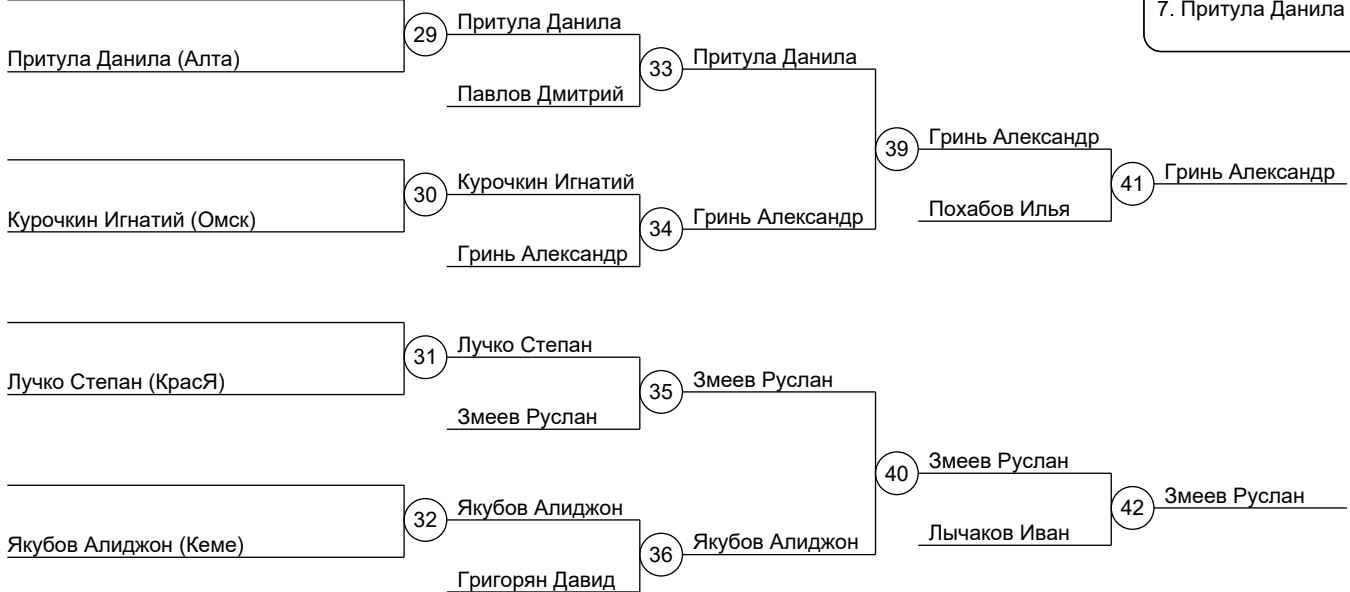 7. Притула Данила
29
Притула Данила
Притула Данила (Алта)
33
Притула Данила
Павлов Дмитрий
39
Гринь Александр
30
Курочкин Игнатий
41
Гринь Александр
Курочкин Игнатий (Омск)
34
Гринь Александр
Похабов Илья
Гринь Александр
31
Лучко Степан
Лучко Степан (КрасЯ)
35
Змеев Руслан
Змеев Руслан
40
Змеев Руслан
32
Якубов Алиджон
42
Змеев Руслан
Якубов Алиджон (Кеме)
36
Якубов Алиджон
Лычаков Иван
Григорян Давид